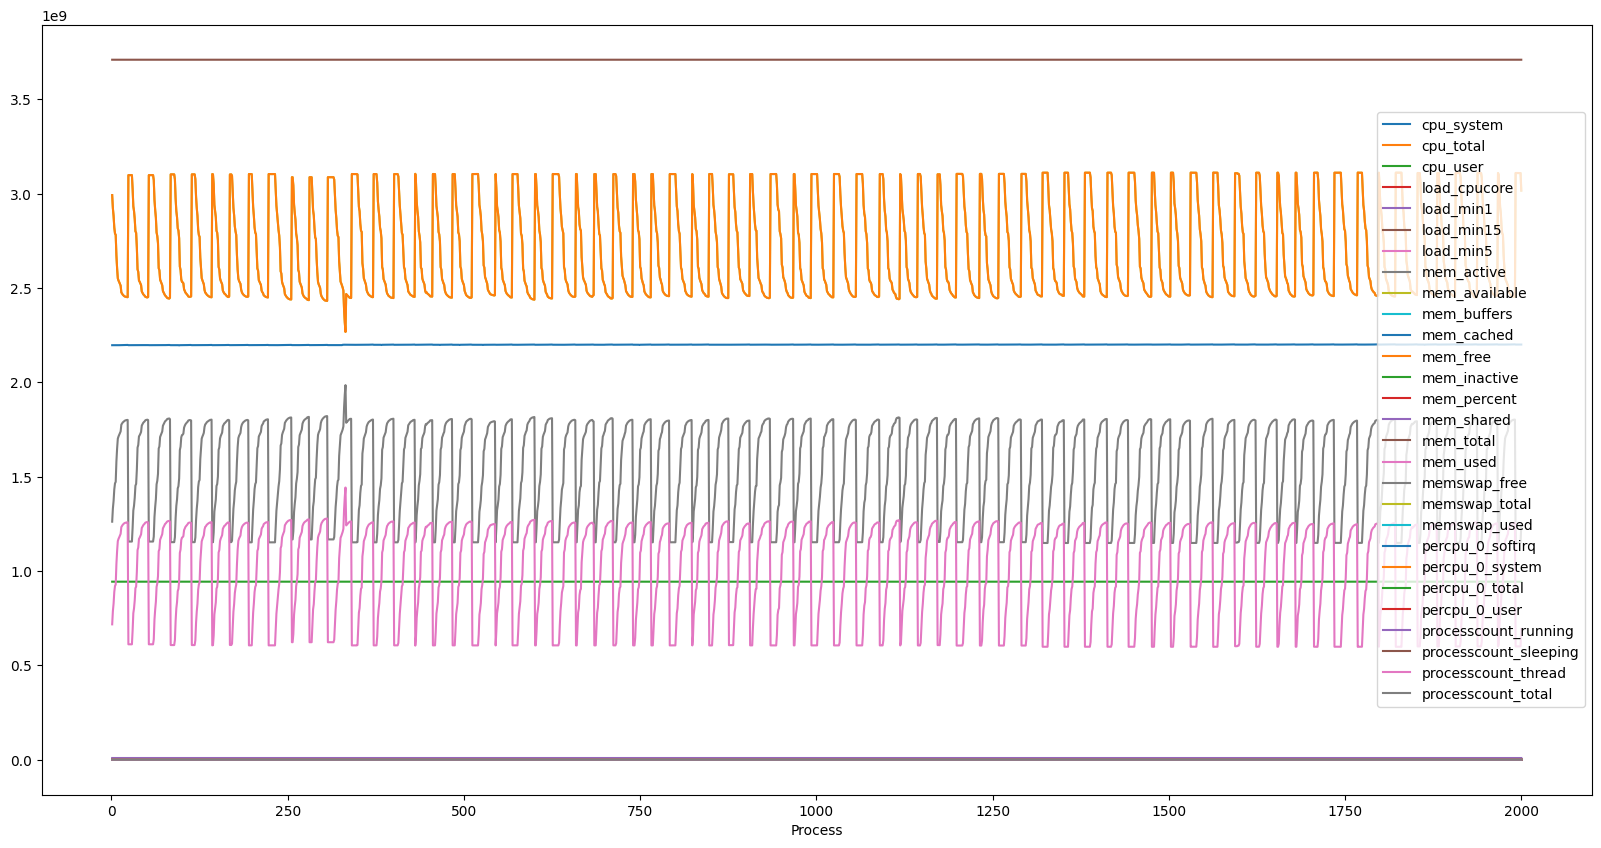 1e9
3.5
3.0
2.5
2.0
1.5
1.0
0.5
0.0
0
250
500
750
1000
1250
1500
1750
2000
Process
cpu_system
cpu_total
cpu_user
load_cpucore
load_min1
load_min15
load_min5
mem_active
mem_available
mem_buffers
mem_cached
mem_free
mem_inactive
mem_percent
mem_shared
mem_total
mem_used
memswap_free
memswap_total
memswap_used
percpu_0_softirq
percpu_0_system
percpu_0_total
percpu_0_user
processcount_running
processcount_sleeping
processcount_thread
processcount_total